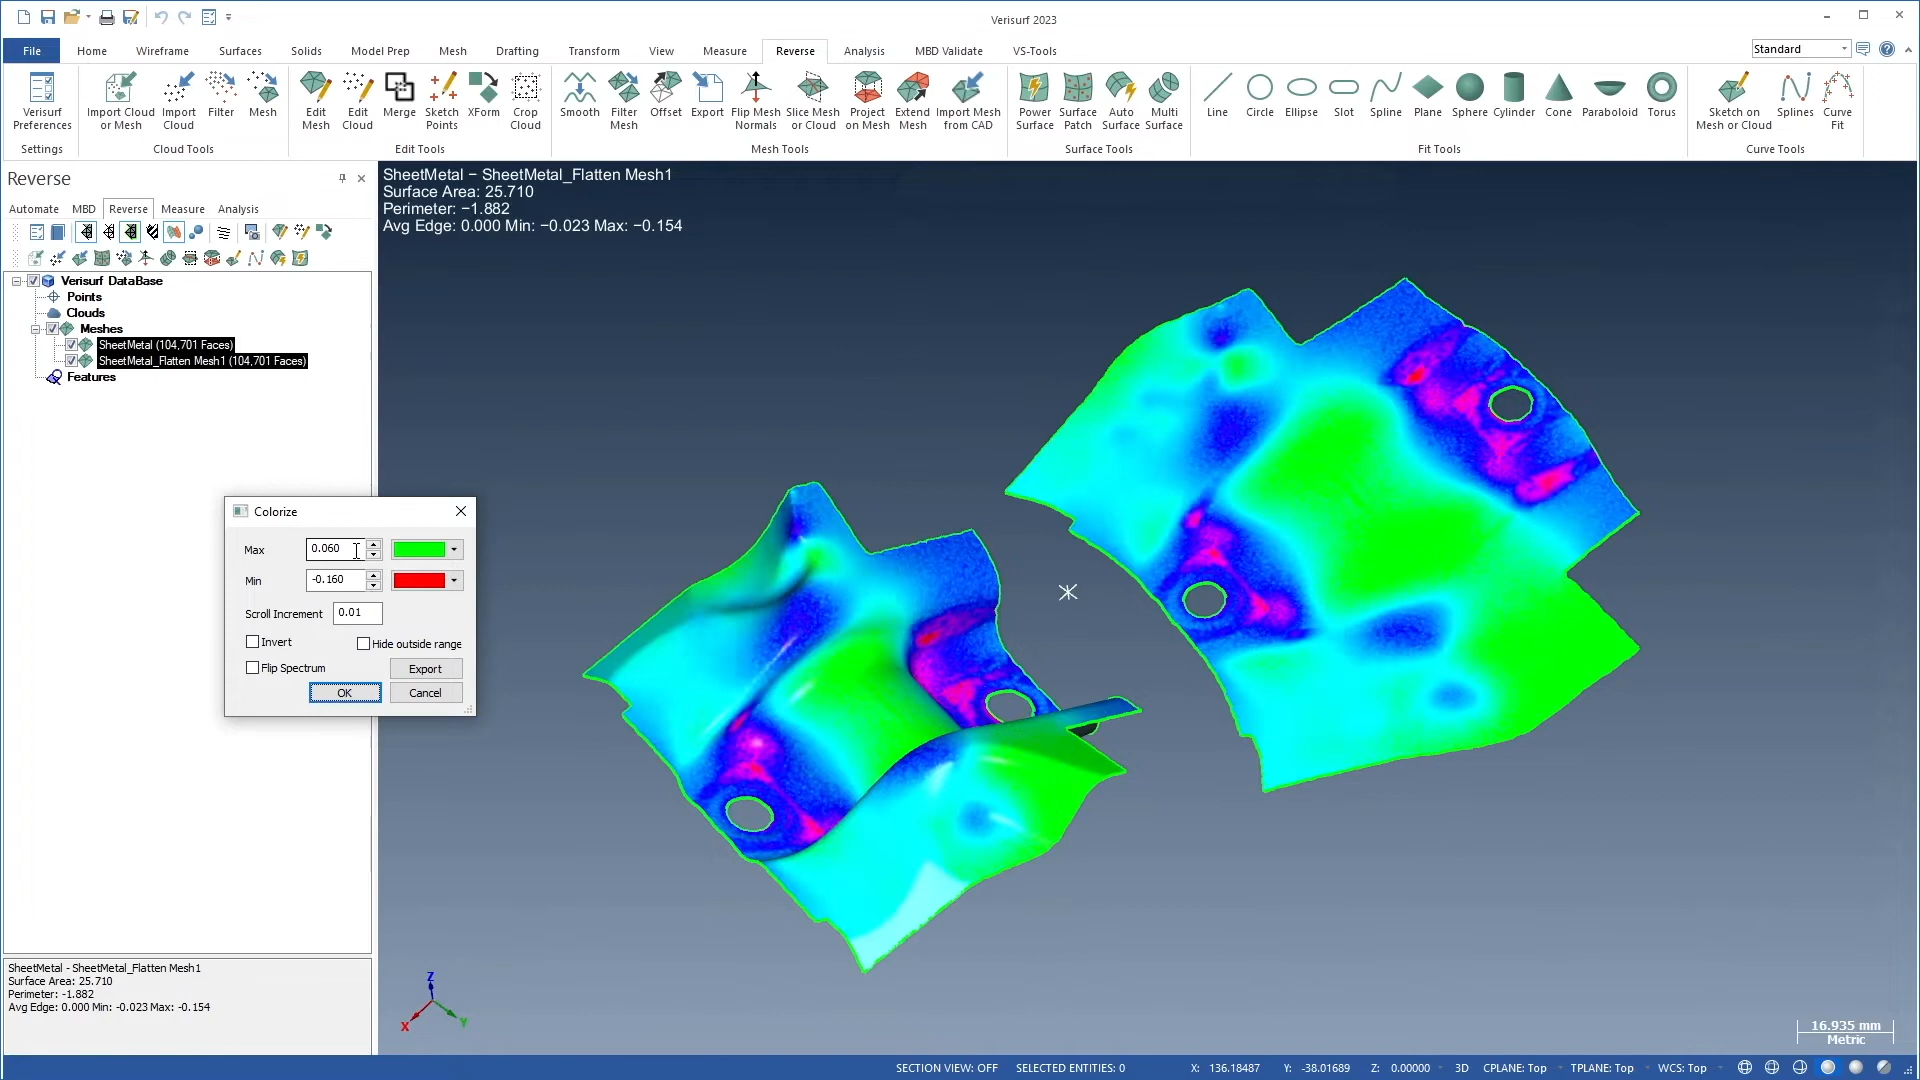 Verisurf 2023
File Home Wireframe Surfaces Solids Model Prep Mesh Drafting Transform View Measure Reverse Analysis MBD Validate VS-Tools Standard
Verisurf Preferences
Import Cloud or Mesh
Import Cloud
Filter
Mesh
Edit Mesh
Edit Cloud
Merge
Sketch Points
XForm
Crop Cloud
Smooth
Filter Mesh
Offset
Export
Flip Mesh Normals
Slice Mesh or Cloud
Project on Mesh
Extend Mesh
Import Mesh from CAD
Power Surface
Surface Patch
Auto Surface
Multi Surface
Line
Circle
Ellipse
Slot
Spline
Plane
Sphere
Cylinder
Cone
Paraboloid
Torus
Sketch on Mesh or Cloud
Splines
Curve Fit
Settings Cloud Tools Edit Tools Mesh Tools Surface Tools Fit Tools Curve Tools
Reverse
Automate MBD Reverse Measure Analysis
Verisurf DataBase
Points
Clouds
Meshes
SheetMetal (104,701 Faces)
SheetMetal_Flatten Mesh1 (104,701 Faces)
Features
SheetMetal − SheetMetal_Flatten Mesh1
Surface Area: 25.710
Perimeter: −1.882
Avg Edge: 0.000 Min: −0.023 Max: −0.154
Colorize
Max 0.060
Min -0.160
Scroll Increment 0.01
Invert Hide outside range
Flip Spectrum Export
OK Cancel
SheetMetal - SheetMetal_Flatten Mesh1
Surface Area: 25.710
Perimeter: -1.882
Avg Edge: 0.000 Min: -0.023 Max: -0.154
Z
X
Y
16.935 mm
Metric
SECTION VIEW: OFF SELECTED ENTITIES: 0 X: 136.18487 Y: -38.01689 Z: 0.00000 3D CPLANE: Top TPLANE: Top WCS: Top